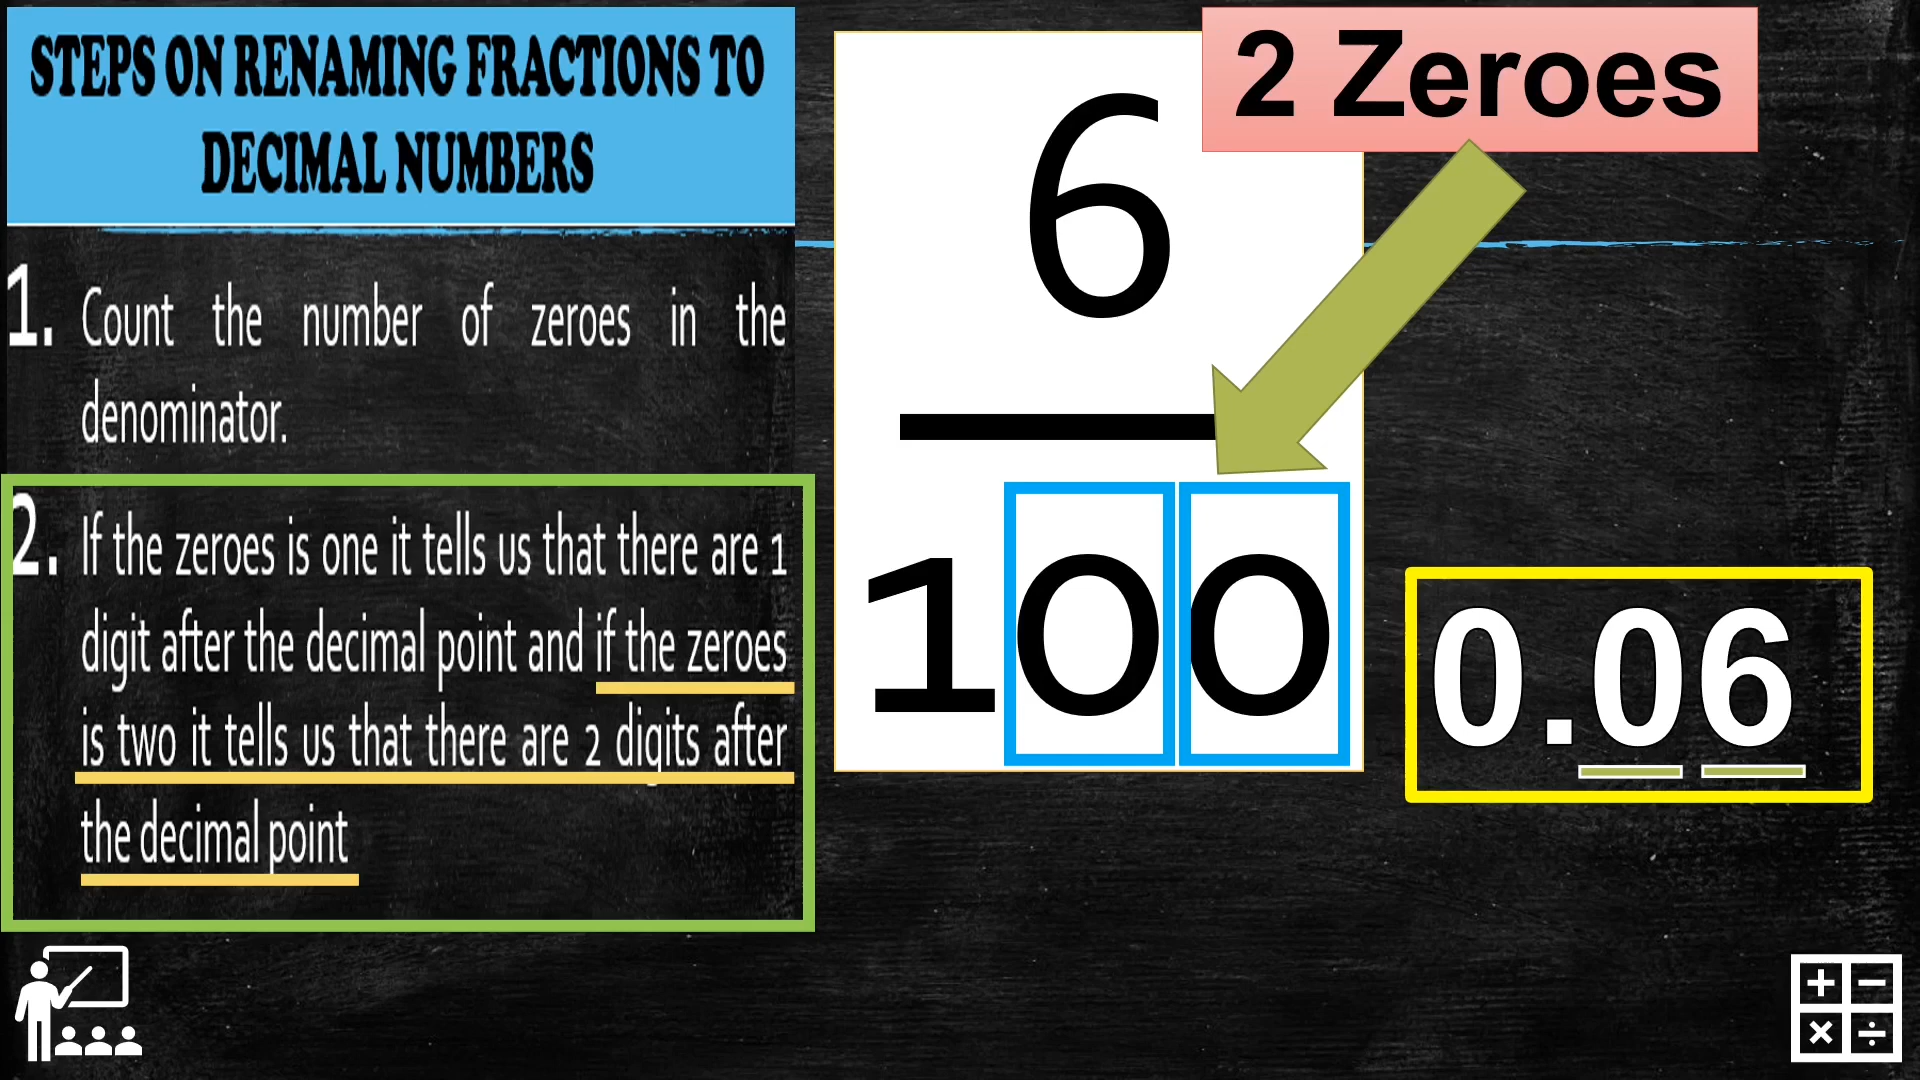 STEPS ON RENAMING FRACTIONS TO
DECIMAL NUMBERS
1. Count the number of zeroes in the
denominator.
2. If the zeroes is one it tells us that there are 1
digit after the decimal point and if the zeroes
is two it tells us that there are 2 digits after
the decimal point
2 Zeroes
6
100
0.06
+ −
× ÷